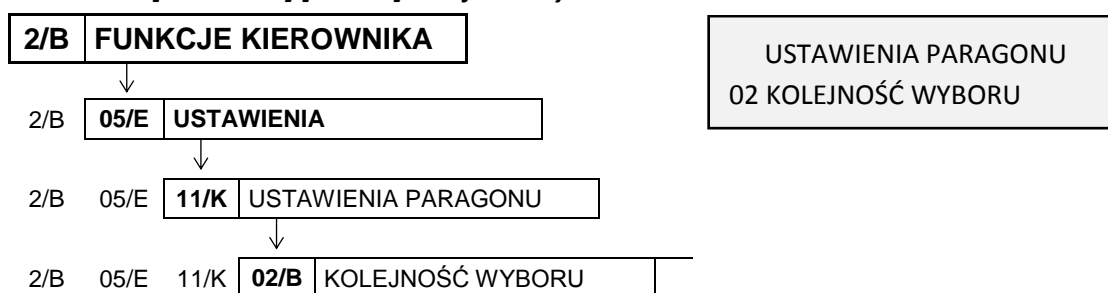 2/B FUNKCJE KIEROWNIKA
2/B 05/E USTAWIENIA
2/B 05/E 11/K USTAWIENIA PARAGONU
2/B 05/E 11/K 02/B KOLEJNOŚĆ WYBORU
USTAWIENIA PARAGONU
02 KOLEJNOŚĆ WYBORU